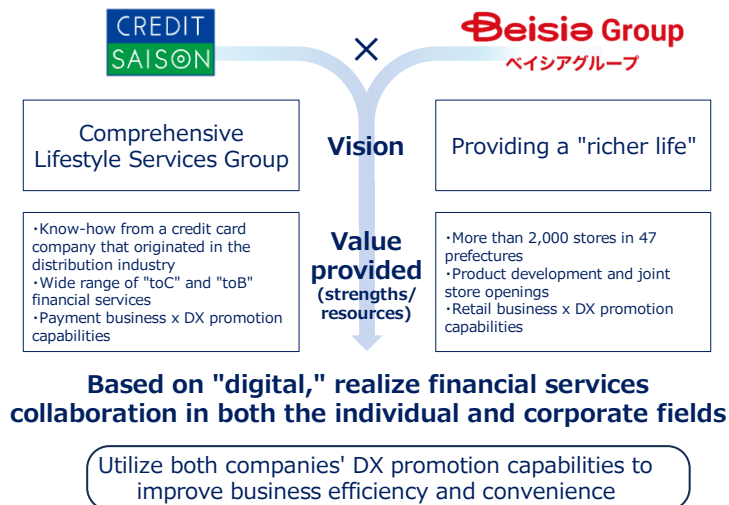 CREDIT
SAISON
×
Beisia Group
ベイシアグループ
Comprehensive
Lifestyle Services Group
Vision
Providing a "richer life"
・Know-how from a credit card
company that originated in the
distribution industry
・Wide range of "toC" and "toB"
financial services
・Payment business x DX promotion
capabilities
Value
provided
(strengths/
resources)
・More than 2,000 stores in 47
prefectures
・Product development and joint
store openings
・Retail business x DX promotion
capabilities
Based on "digital," realize financial services
collaboration in both the individual and corporate fields
Utilize both companies' DX promotion capabilities to
improve business efficiency and convenience